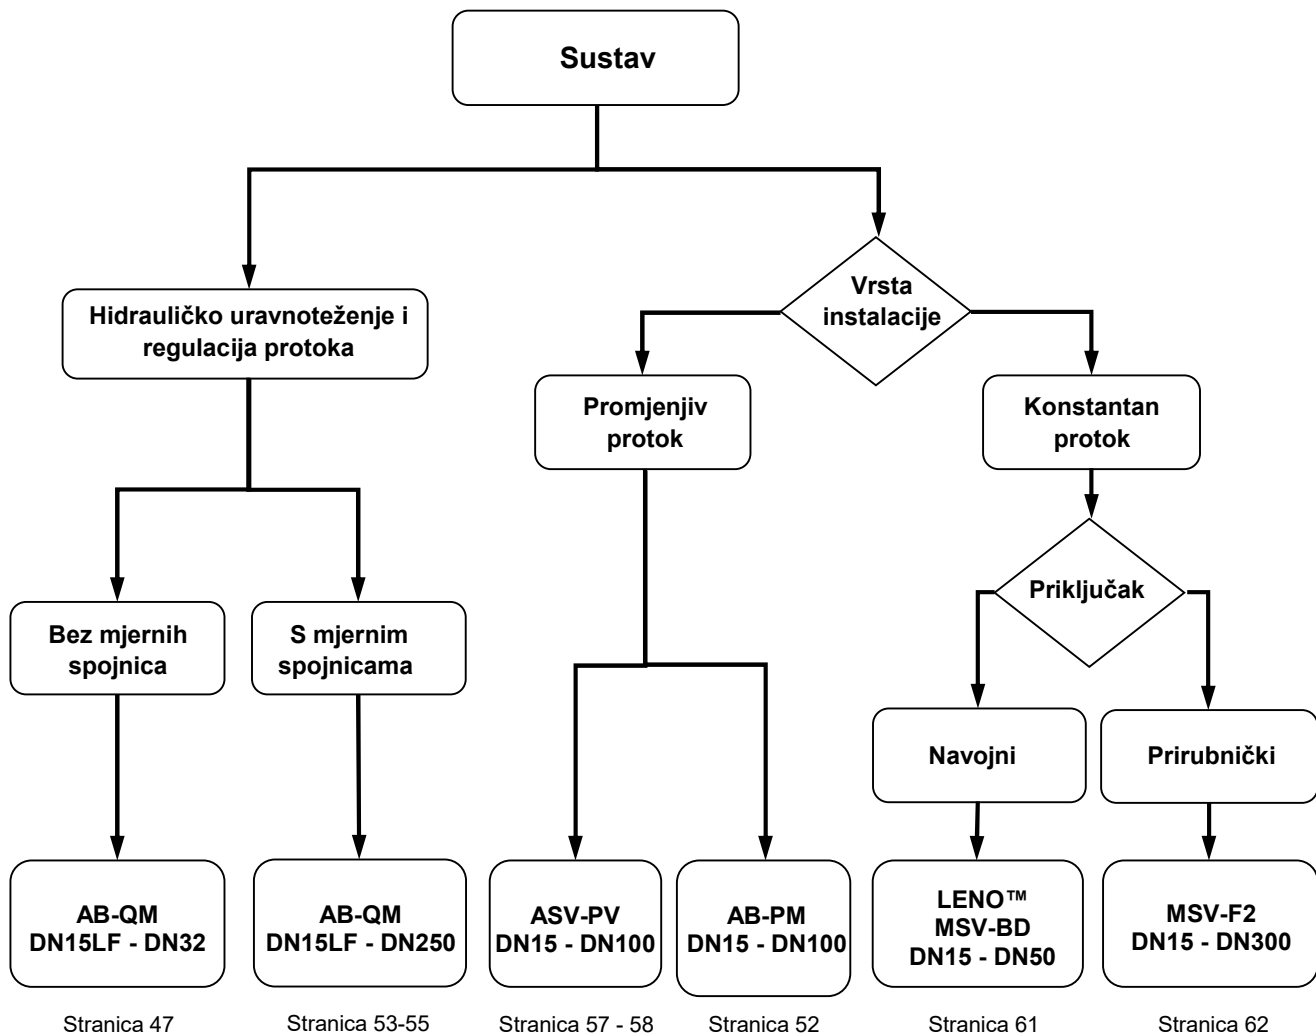 Sustav
Vrsta
instalacije
Hidrauličko uravnoteženje i
regulacija protoka
Promjenjiv
protok
Konstantan
protok
Priključak
Bez mjernih
spojnica
S mjernim
spojnicama
Navojni
Prirubnički
AB-QM
DN15LF - DN32
AB-QM
DN15LF - DN250
ASV-PV
DN15 - DN100
AB-PM
DN15 - DN100
LENO™
MSV-BD
DN15 - DN50
MSV-F2
DN15 - DN300
Stranica 47
Stranica 53-55
Stranica 57 - 58
Stranica 52
Stranica 61
Stranica 62